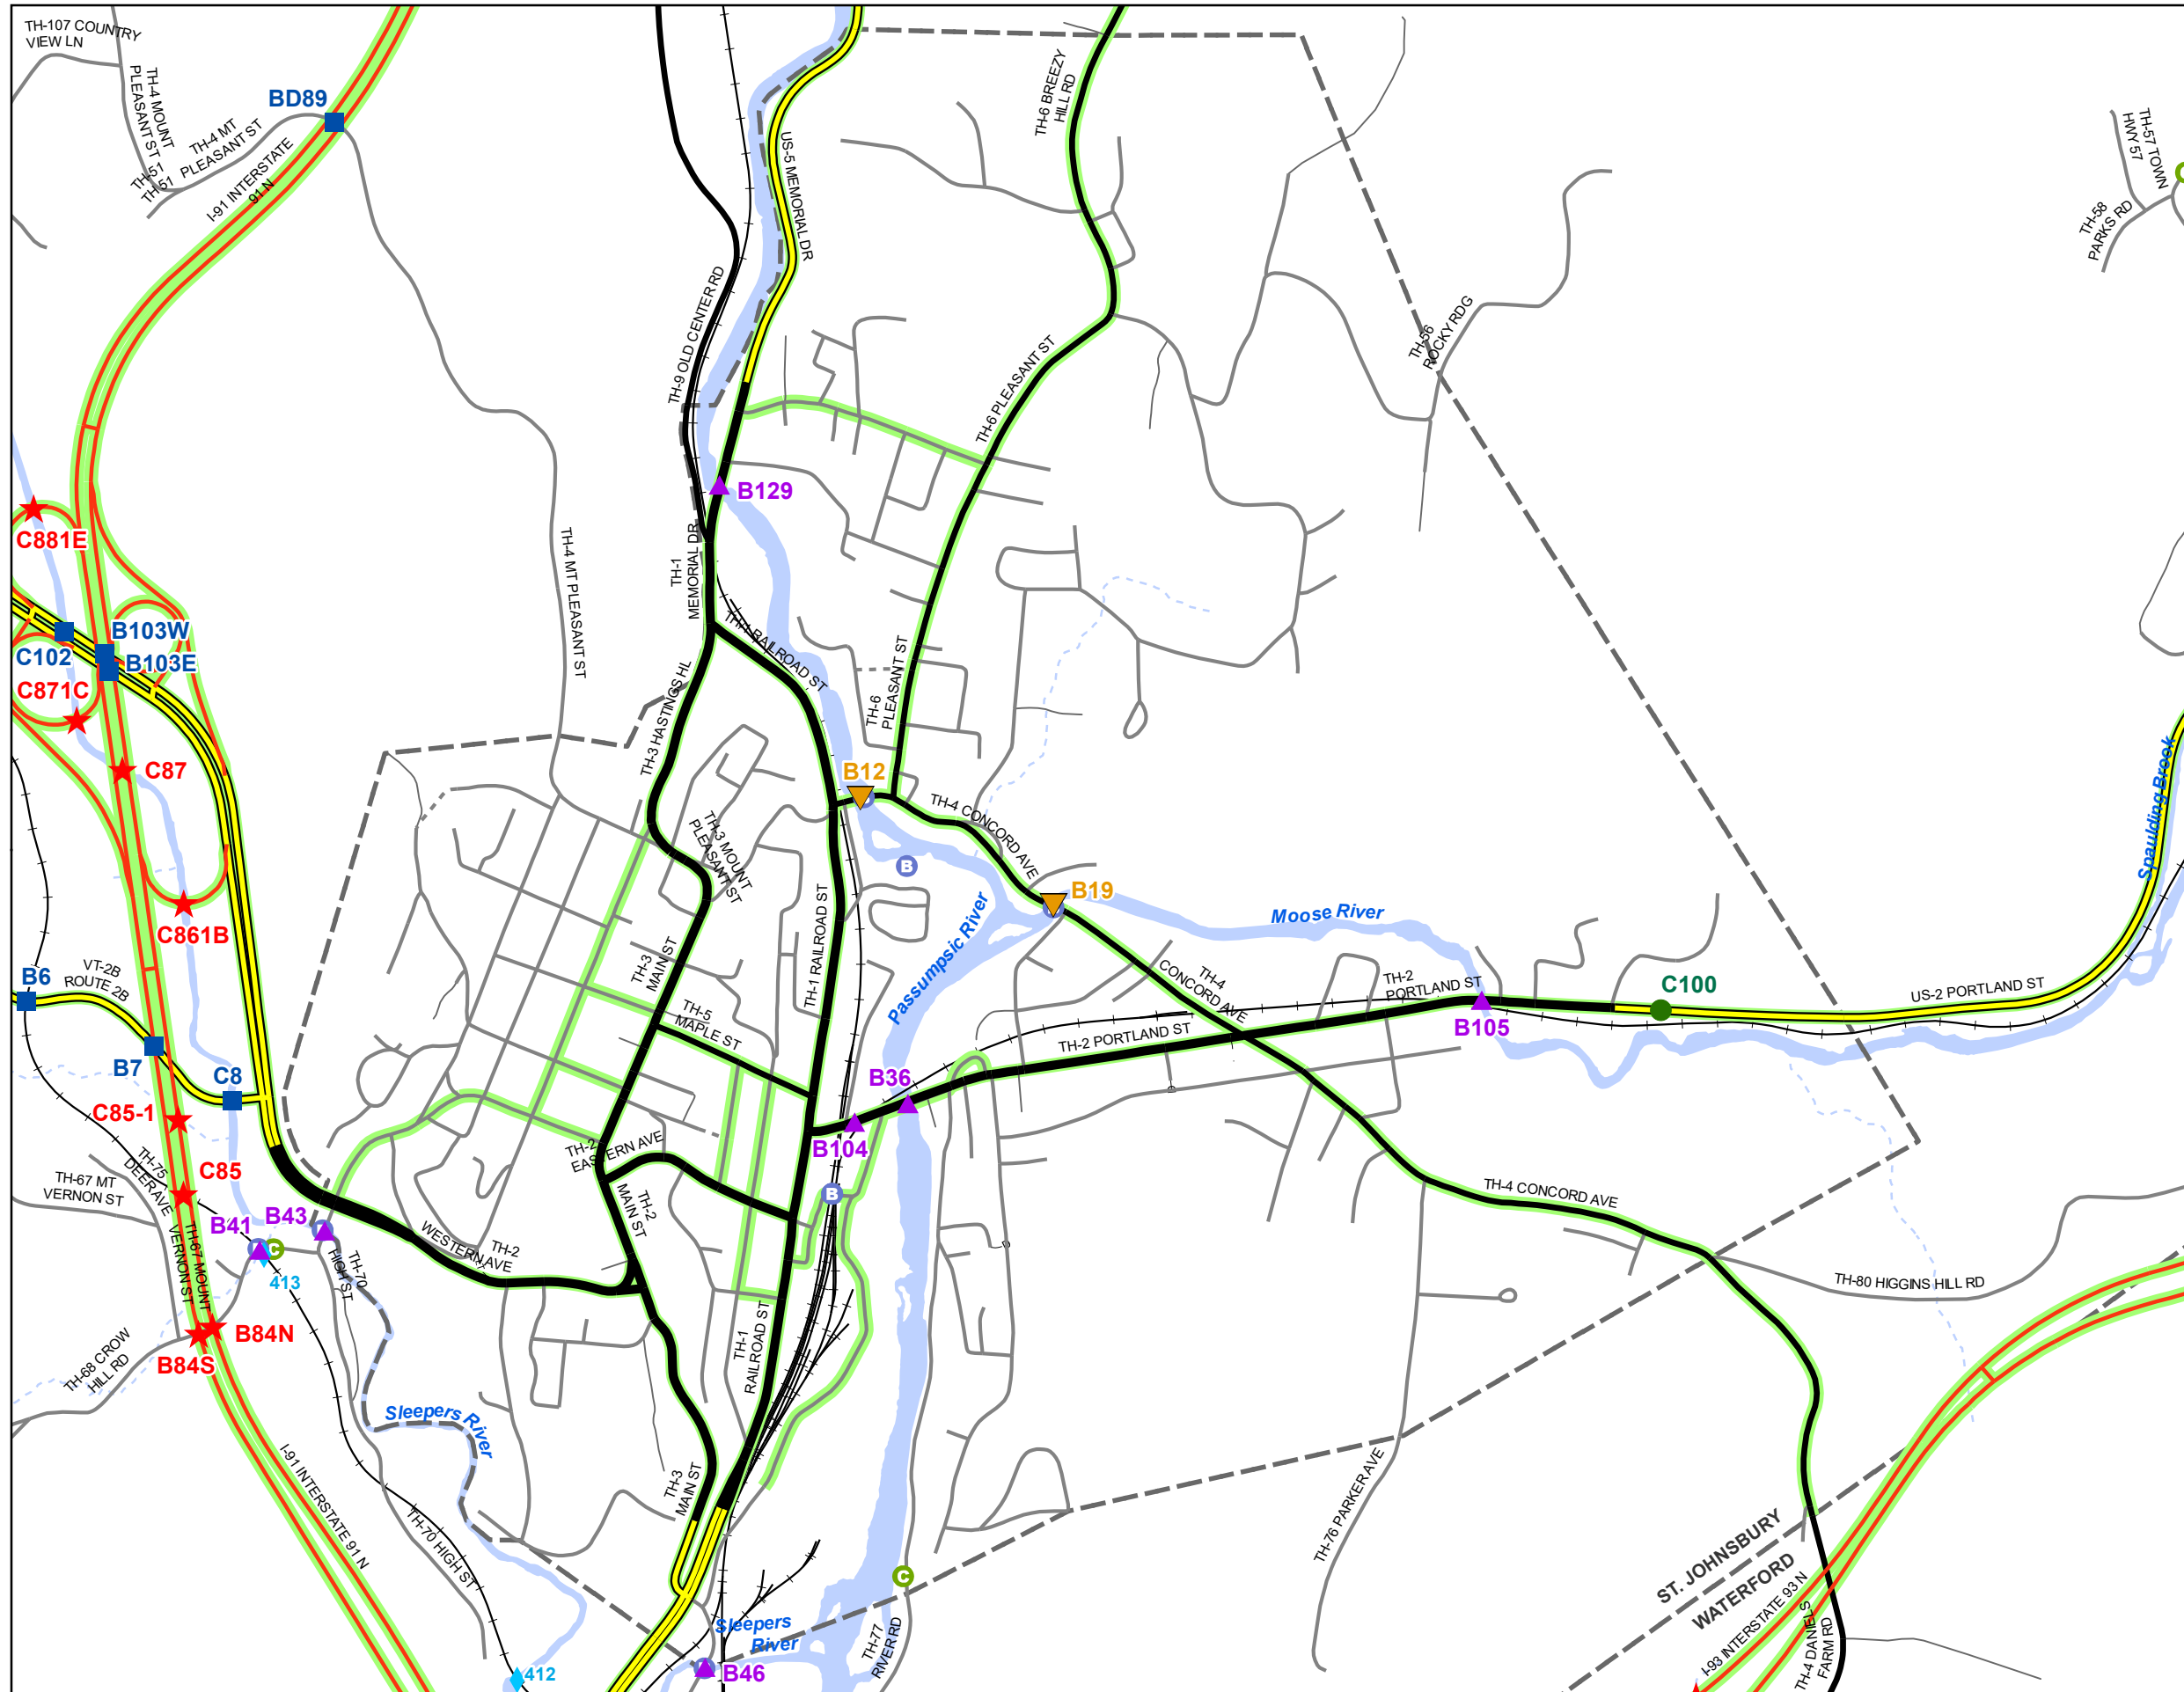 TH-107 COUNTRY
VIEW LN
TH-4 MOUNT
PLEASANT ST
51
TH-51
TH-51
TH-4 MT
PLEASANT ST
BD89
I-91 INTERSTATE
91 N
US-5 MEMORIAL DR
TH-6 BREEZY
HILL RD
TH-57 TOWN
HWY 57
TH-58
PARKS RD
C
TH-9 OLD CENTER RD
TH-6 PLEASANT ST
TH-56
ROCKY RDG
B129
C881E
TH-4 MT PLEASANT ST
TH-1
MEMORIAL DR
TH-1 RAILROAD ST
B103W
C102
B103E
C871C
TH-3 HASTINGS HL
TH-6
PLEASANT ST
C87
B12
TH-4 CONCORD AVE
TH-3 MOUNT
PLEASANT ST
B
B19
Moose River
Spaulding Brook
C861B
TH-1 RAILROAD ST
Passumpsic River
TH-3
MAIN ST
B6
VT-2B
ROUTE 2B
TH-4
CONCORD AVE
TH-2
PORTLAND ST
C100
US-2 PORTLAND ST
B105
TH-5
MAPLE ST
TH-2 PORTLAND ST
B7
C8
B36
C85-1
B104
TH-2
EASTERN AVE
TH-75
DEER AVE
C85
TH-67 MT
VERNON ST
B
TH-2
MAIN ST
TH-4 CONCORD AVE
B41
B43
C
413
TH-67 MOUNT
VERNON ST
TH-70
HIGH ST
TH-2
WESTERN AVE
TH-80 HIGGINS HILL RD
B84N
B84S
TH-68 CROW
HILL RD
TH-1
RAILROAD ST
Sleepers River
I-91 INTERSTATE 91 N
TH-3
MAIN ST
TH-70 HIGH ST
TH-76 PARKER AVE
ST. JOHNSBURY
WATERFORD
C
I-93 INTERSTATE 93 N
TH-4 DANIELS
FARM RD
Sleepers
River
TH-77
RIVER RD
412
B46